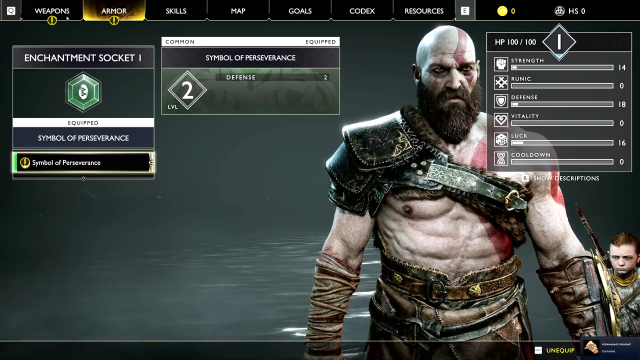 Q WEAPONS ARMOR SKILLS MAP GOALS CODEX RESOURCES E 0 HS 0
ENCHANTMENT SOCKET I
EQUIPPED
SYMBOL OF PERSEVERANCE
Symbol of Perseverance
COMMON EQUIPPED
SYMBOL OF PERSEVERANCE
2
LVL
DEFENSE 2
HP 100 / 100
1
STRENGTH 14
RUNIC 0
DEFENSE 18
VITALITY 0
LUCK 16
COOLDOWN 0
SHOW DESCRIPTIONS
UNEQUIP
Achievement Unlocked